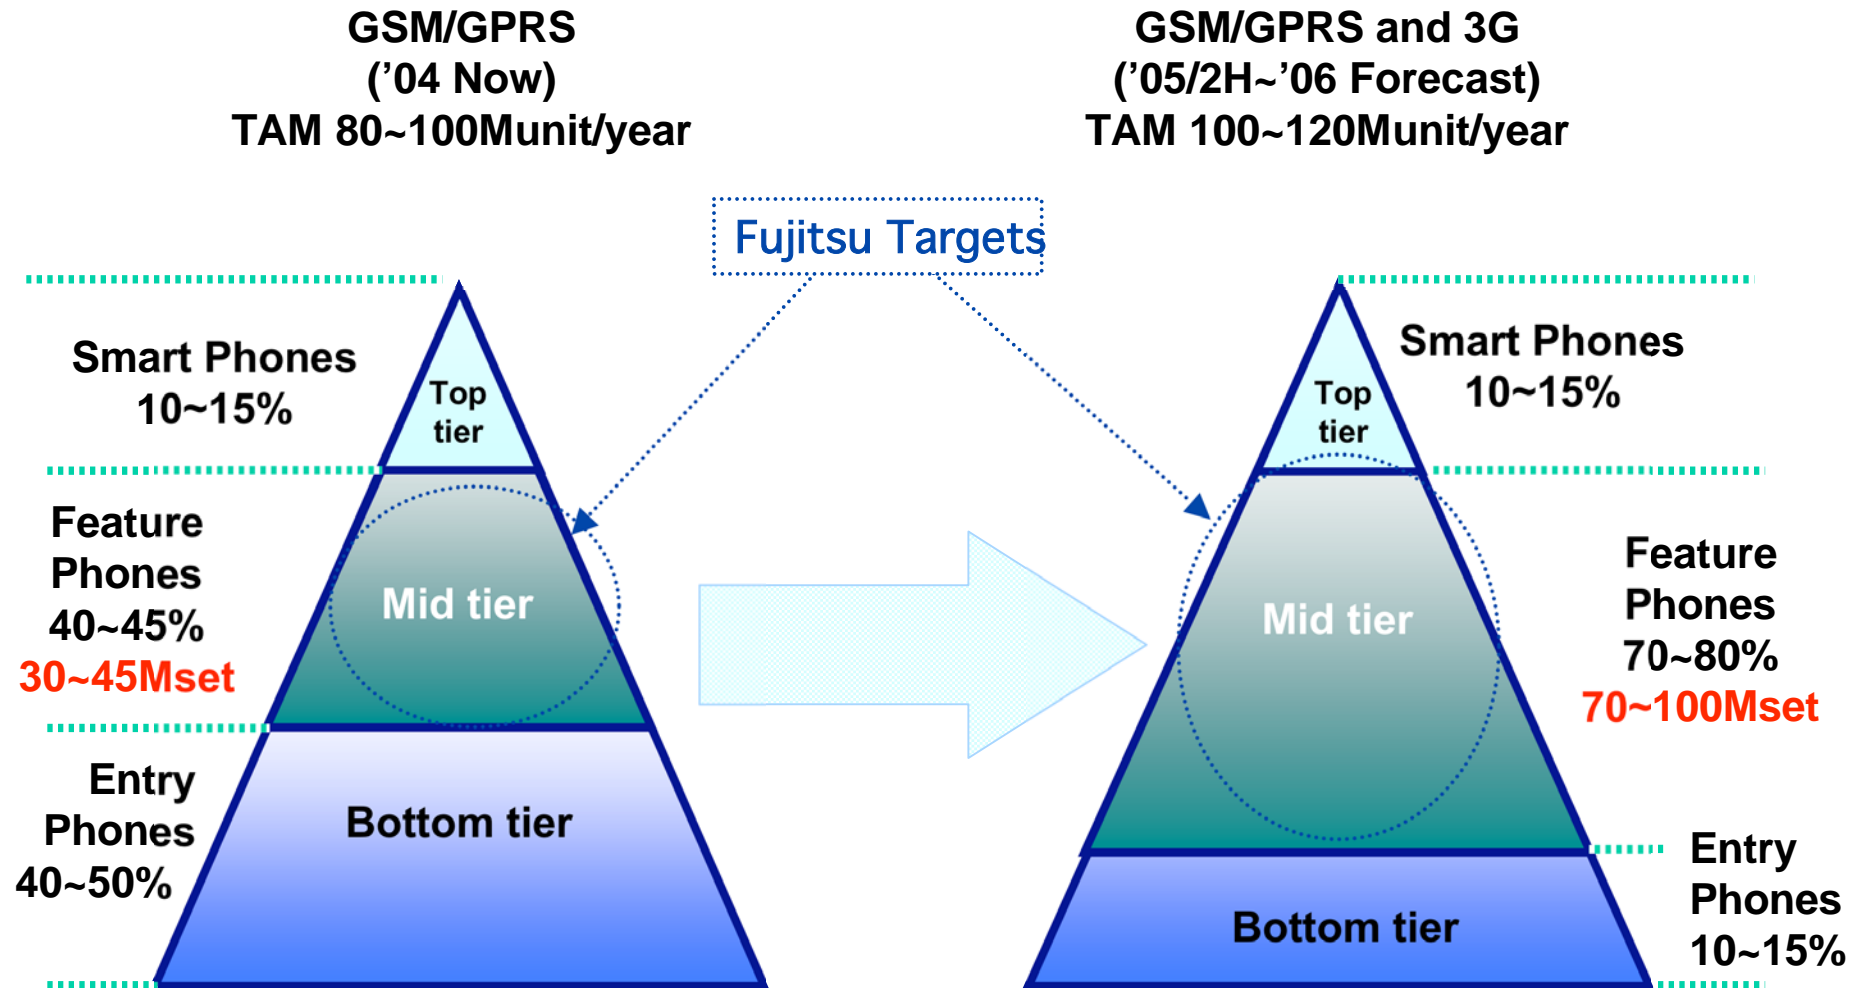 GSM/GPRS
(’04 Now)
TAM 80~100Munit/year
GSM/GPRS and 3G
(’05/2H~’06 Forecast)
TAM 100~120Munit/year
Fujitsu Targets
Smart Phones
10~15%
Top
tier
Feature
Phones
40~45%
30~45Mset
Mid tier
Entry
Phones
40~50%
Bottom tier
Top
tier
Smart Phones
10~15%
Mid tier
Feature
Phones
70~80%
70~100Mset
Bottom tier
Entry
Phones
10~15%